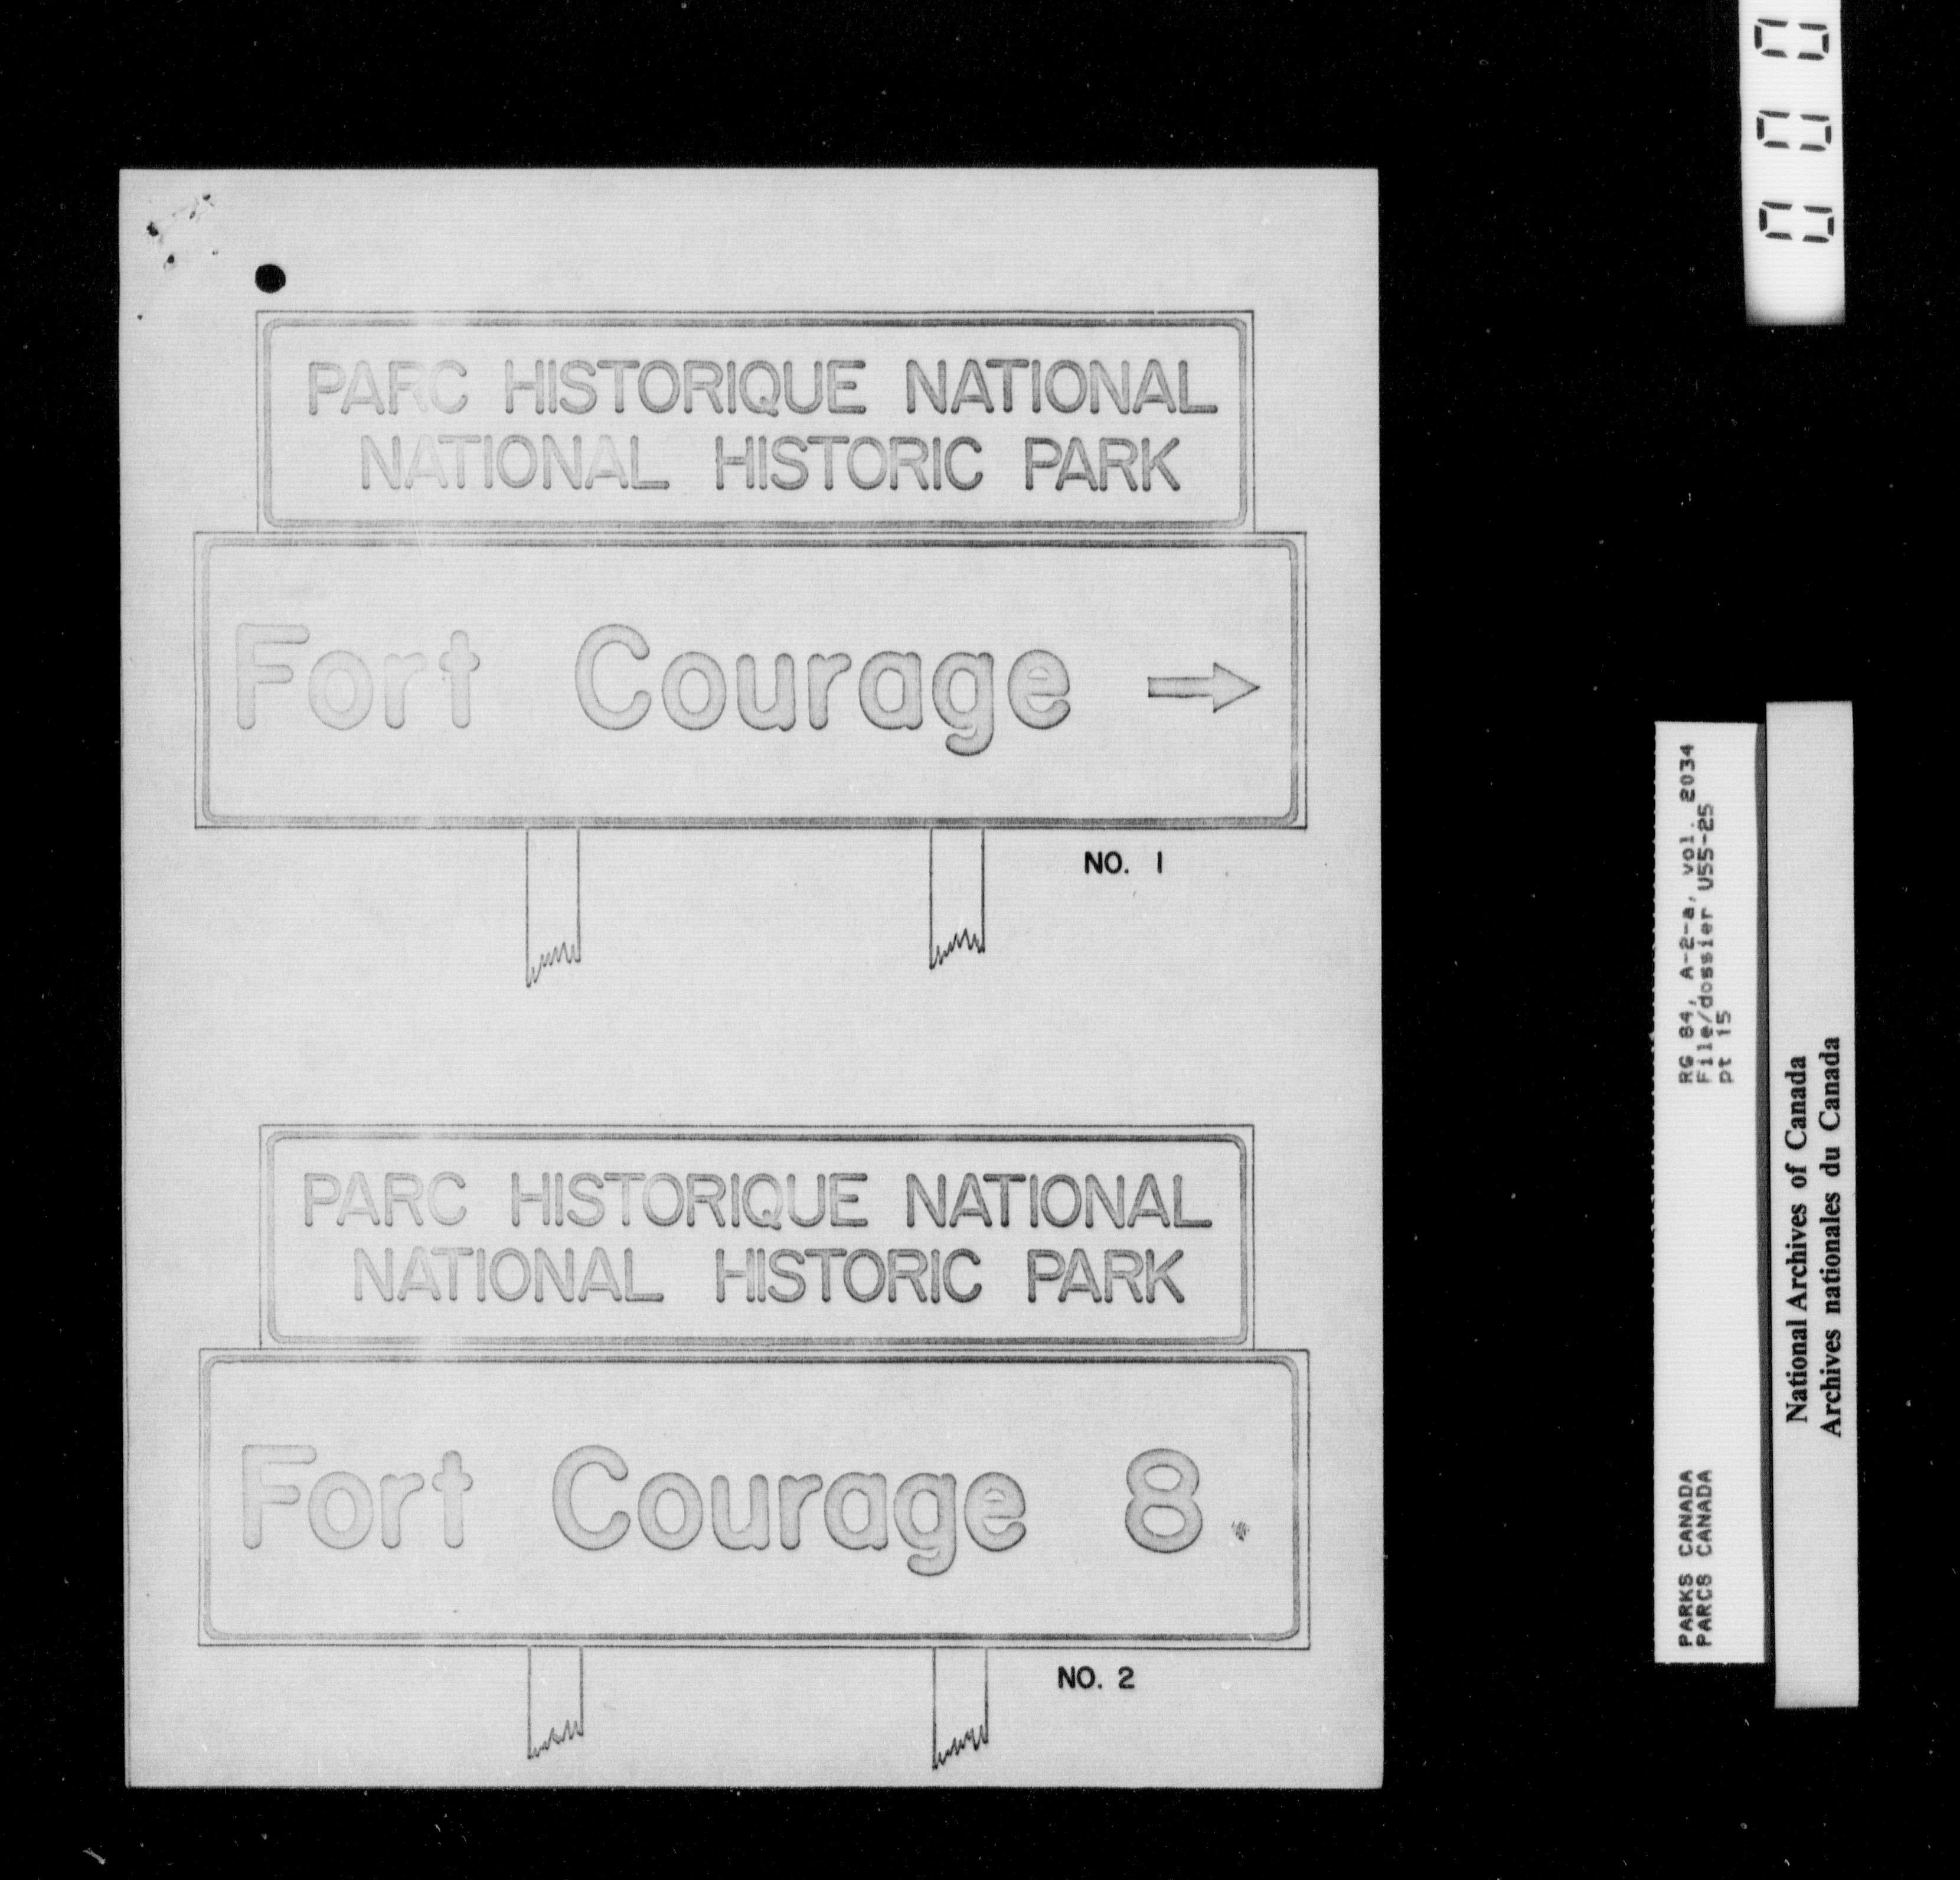 PARC HISTORIQUE NATIONAL
NATIONAL HISTORIC PARK
Fort Courage →
NO. 1
PARC HISTORIQUE NATIONAL
NATIONAL HISTORIC PARK
Fort Courage 8
NO. 2
000
RG 84, A-2-a, vol. 2034
File/dossier U55-25
pt 15
PARKS CANADA
PARCS CANADA
National Archives of Canada
Archives nationales du Canada